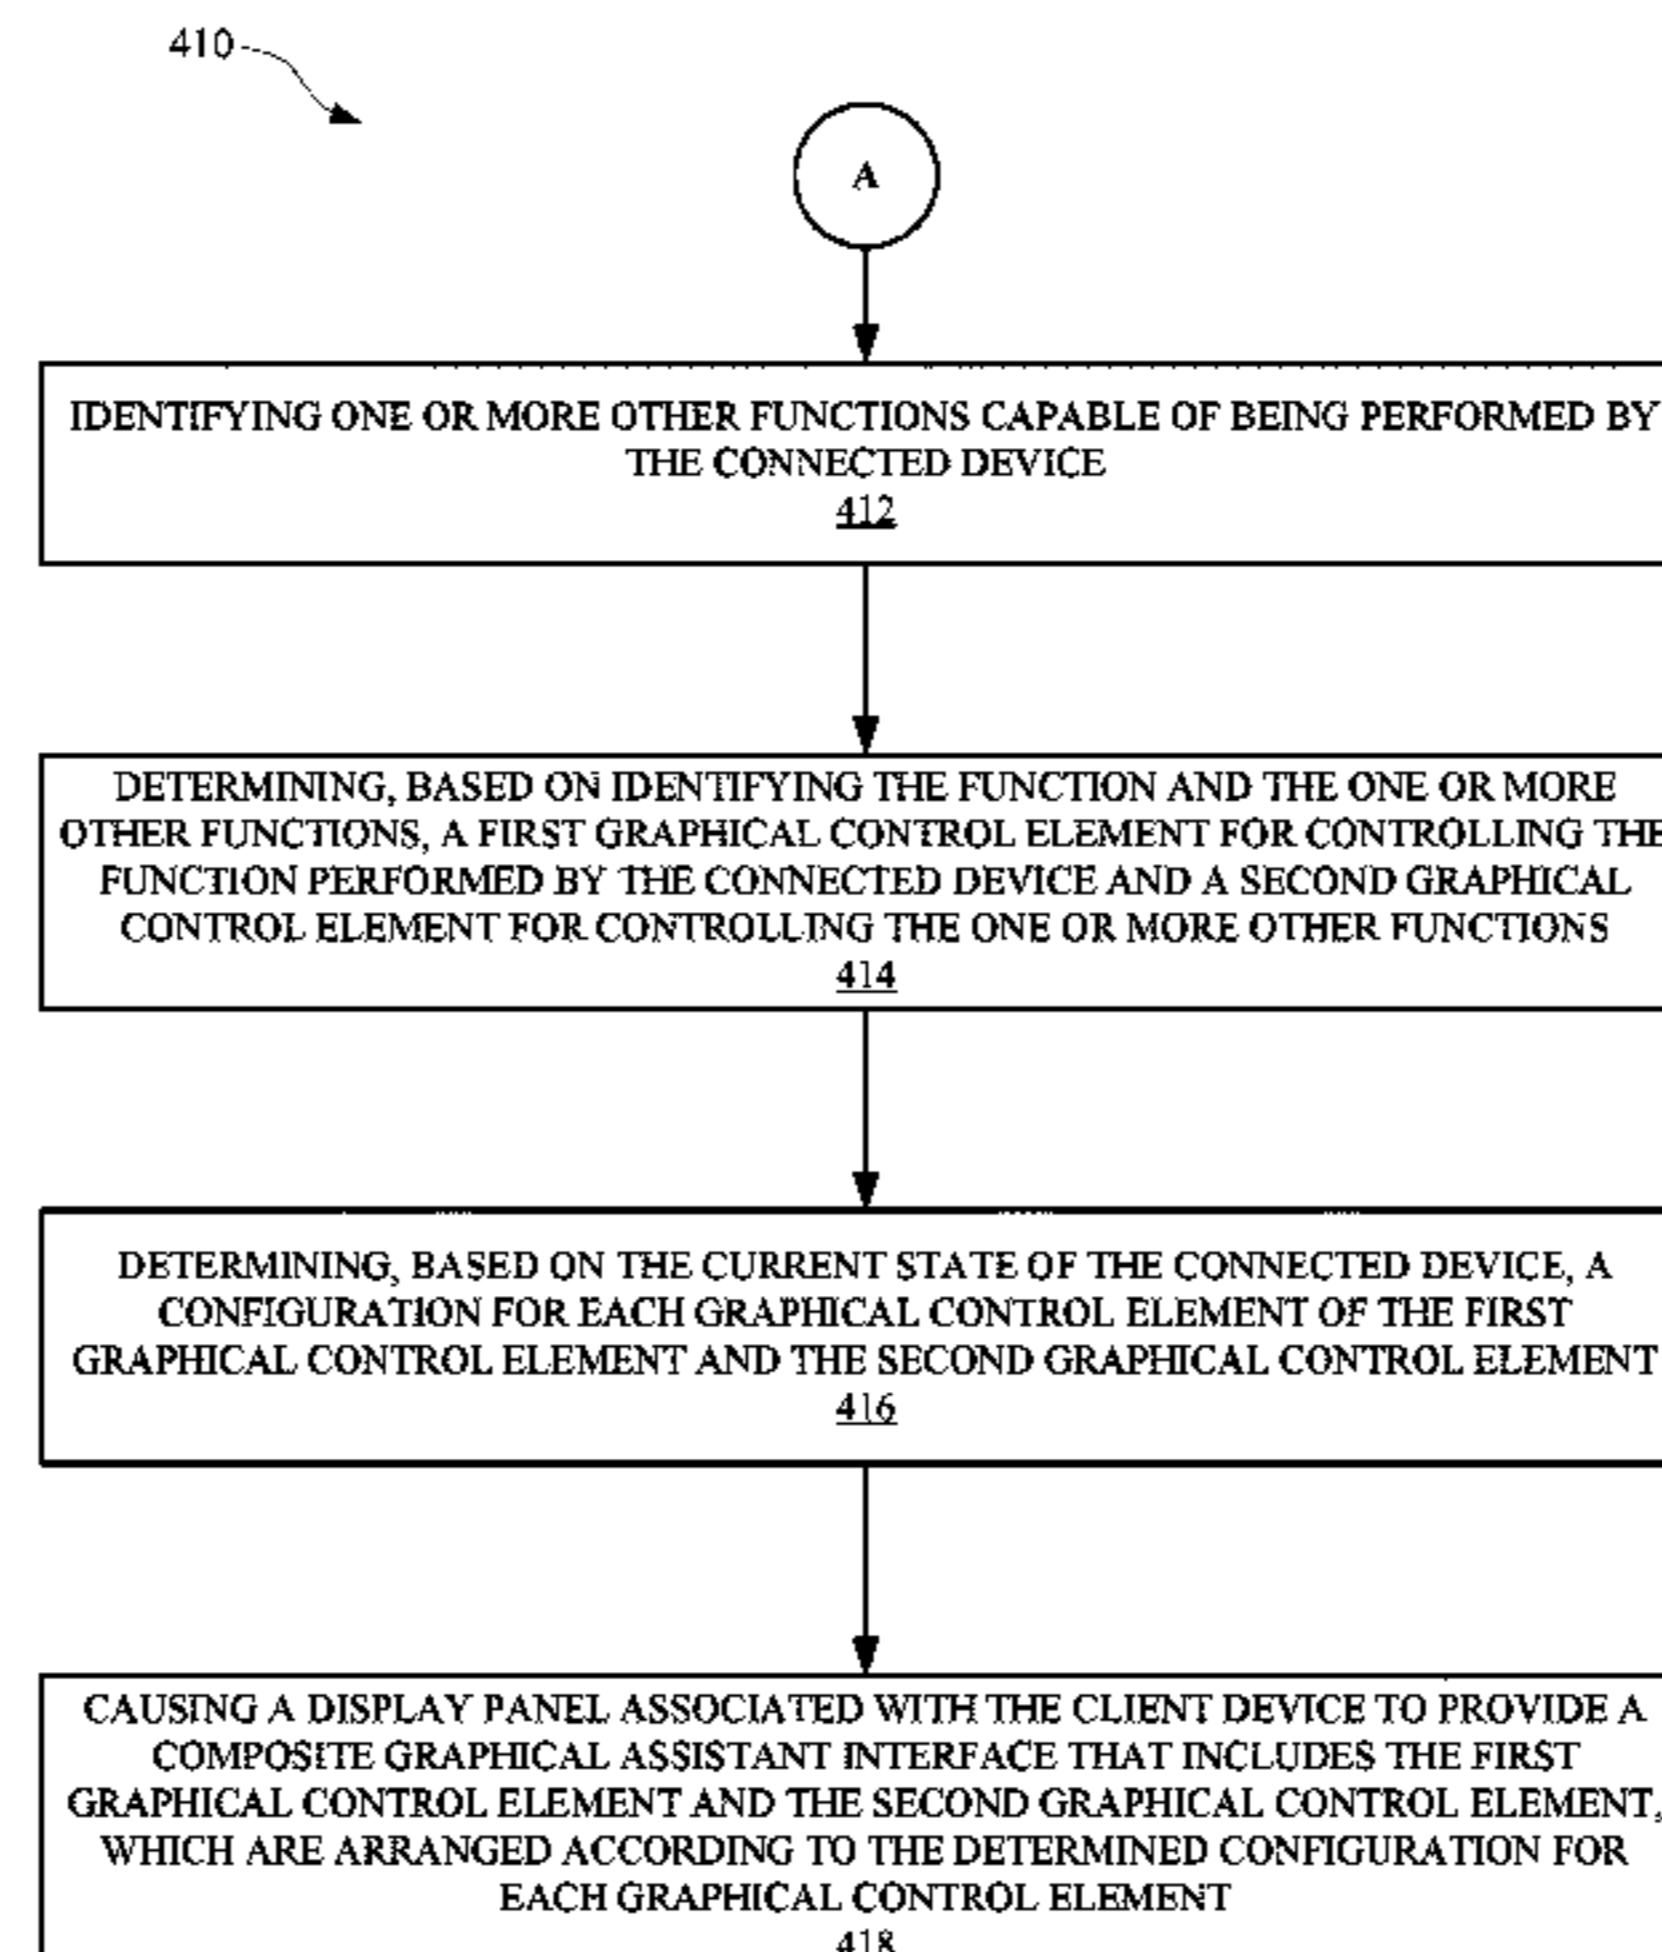 410
A
IDENTIFYING ONE OR MORE OTHER FUNCTIONS CAPABLE OF BEING PERFORMED BY
THE CONNECTED DEVICE
412
DETERMINING, BASED ON IDENTIFYING THE FUNCTION AND THE ONE OR MORE
OTHER FUNCTIONS, A FIRST GRAPHICAL CONTROL ELEMENT FOR CONTROLLING THE
FUNCTION PERFORMED BY THE CONNECTED DEVICE AND A SECOND GRAPHICAL
CONTROL ELEMENT FOR CONTROLLING THE ONE OR MORE OTHER FUNCTIONS
414
DETERMINING, BASED ON THE CURRENT STATE OF THE CONNECTED DEVICE, A
CONFIGURATION FOR EACH GRAPHICAL CONTROL ELEMENT OF THE FIRST
GRAPHICAL CONTROL ELEMENT AND THE SECOND GRAPHICAL CONTROL ELEMENT
416
CAUSING A DISPLAY PANEL ASSOCIATED WITH THE CLIENT DEVICE TO PROVIDE A
COMPOSITE GRAPHICAL ASSISTANT INTERFACE THAT INCLUDES THE FIRST
GRAPHICAL CONTROL ELEMENT AND THE SECOND GRAPHICAL CONTROL ELEMENT,
WHICH ARE ARRANGED ACCORDING TO THE DETERMINED CONFIGURATION FOR
EACH GRAPHICAL CONTROL ELEMENT
418